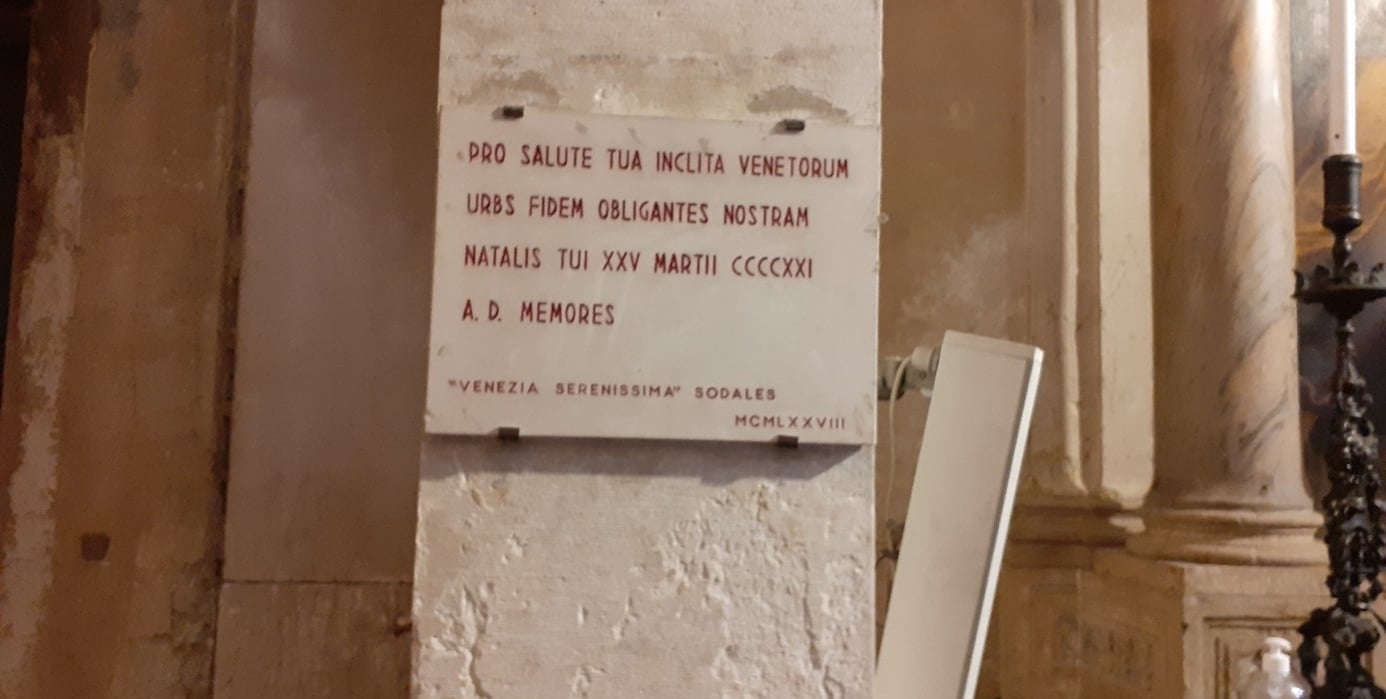 PRO SALUTE TUA INCLITA VENETORUM
URBS FIDEM OBLIGANTES NOSTRAM
NATALIS TUI XXV MARTII CCCCXXI
A. D. MEMORES
"VENEZIA SERENISSIMA" SODALES
MCMLXXVIII